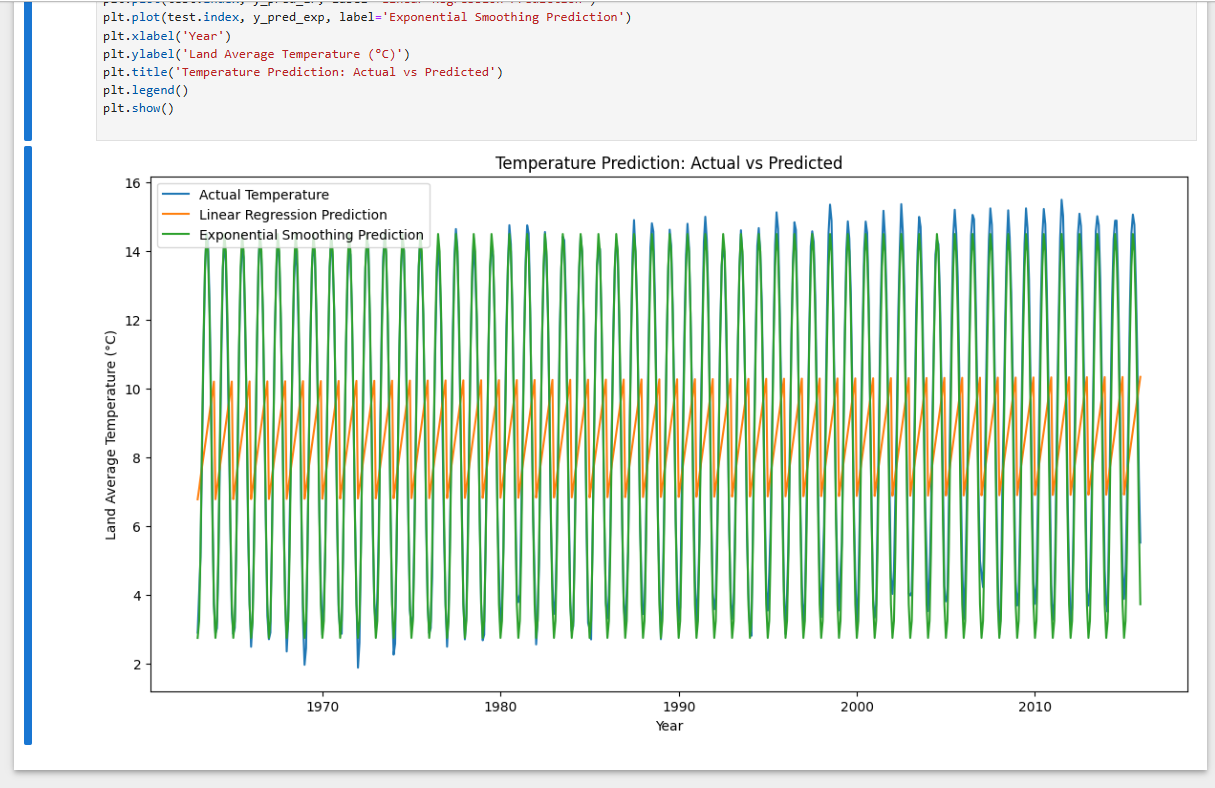 plt.plot(test.index, y_pred_exp, label='Exponential Smoothing Prediction')
plt.xlabel('Year')
plt.ylabel('Land Average Temperature (°C)')
plt.title('Temperature Prediction: Actual vs Predicted')
plt.legend()
plt.show()
Temperature Prediction: Actual vs Predicted
Actual Temperature
Linear Regression Prediction
Exponential Smoothing Prediction
16
14
12
10
8
6
4
2
Land Average Temperature (°C)
1970
1980
1990
2000
2010
Year